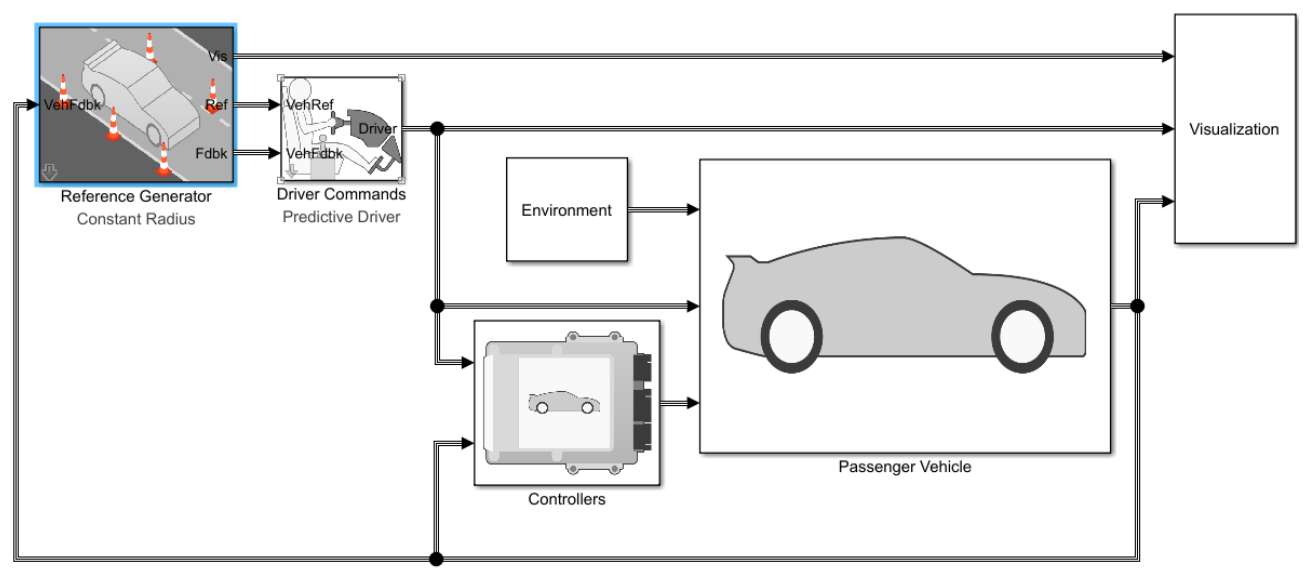 Vis
VehFdbk
Ref
Fdbk
Reference Generator
Constant Radius
VehRef
Driver
VehFdbk
Driver Commands
Predictive Driver
Environment
Visualization
Passenger Vehicle
Controllers